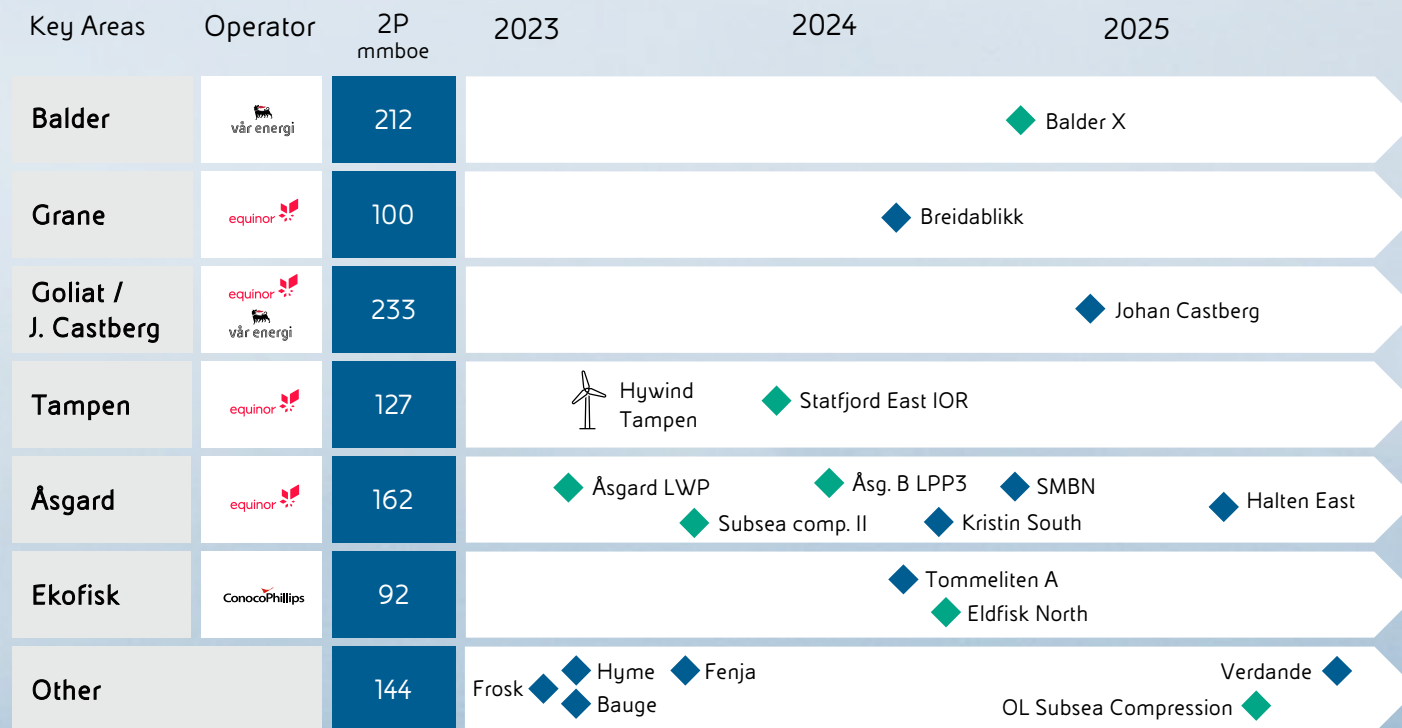 Key Areas Operator 2P mmboe 2023 2024 2025
Balder vår energi 212 Balder X
Grane equinor 100 Breidablikk
Goliat / J. Castberg equinor vår energi 233 Johan Castberg
Tampen equinor 127 Hywind Tampen Statfjord East IOR
Åsgard equinor 162 Åsgard LWP Subsea comp. II Åsg. B LPP3 Kristin South SMBN Halten East
Ekofisk ConocoPhillips 92 Tommeliten A Eldfisk North
Other 144 Frosk Hyme Bauge Fenja OL Subsea Compression Verdande